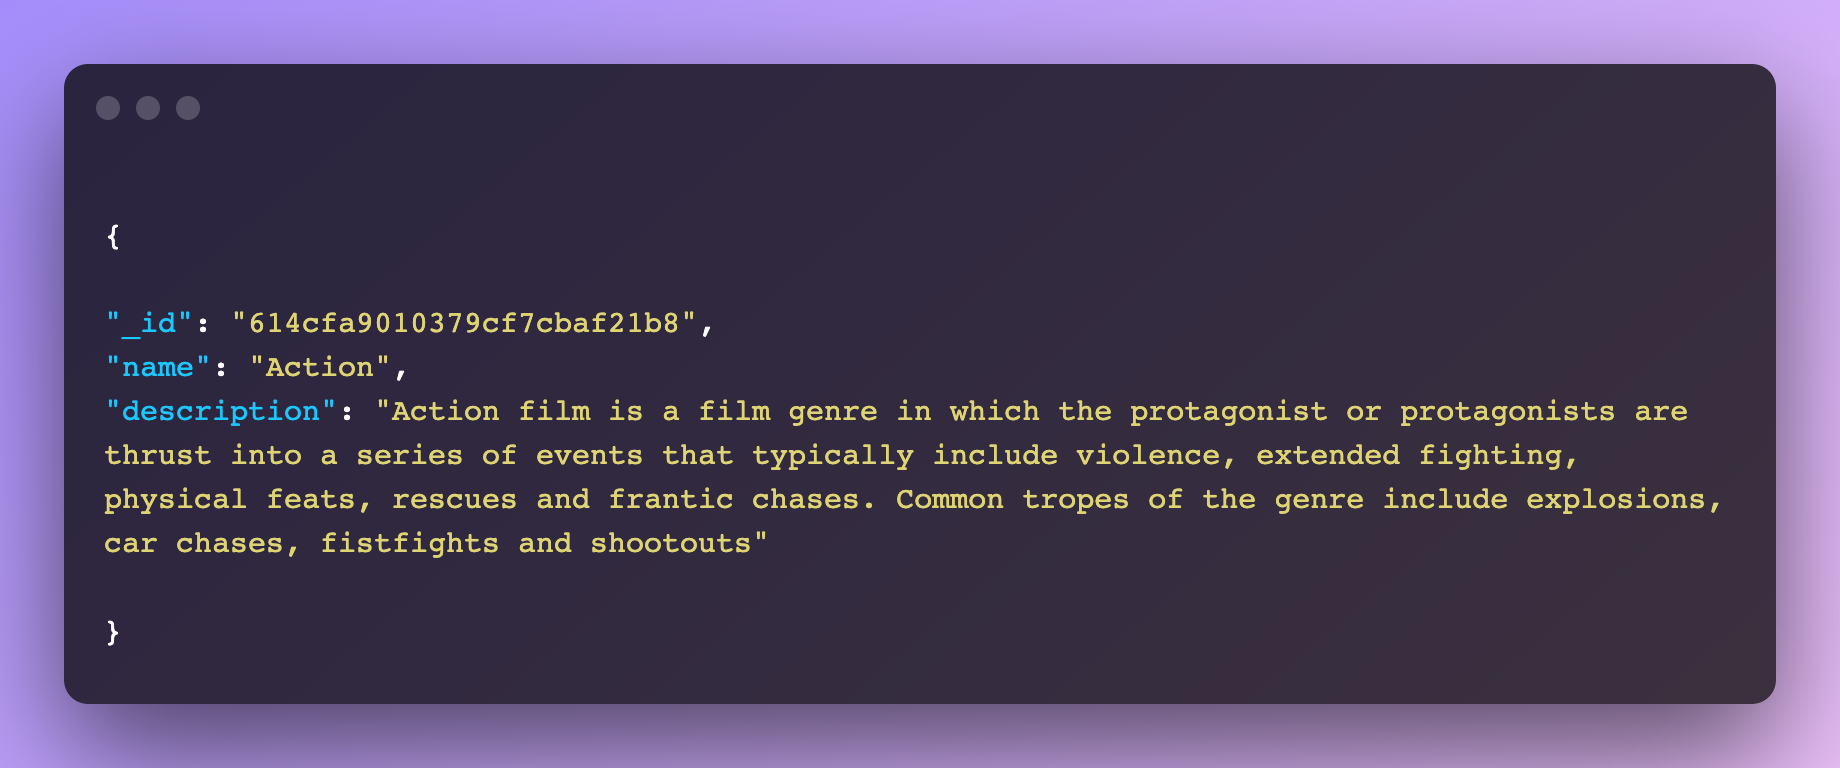 {
"_id": "614cfa9010379cf7cbaf21b8",
"name": "Action",
"description": "Action film is a film genre in which the protagonist or protagonists are
thrust into a series of events that typically include violence, extended fighting,
physical feats, rescues and frantic chases. Common tropes of the genre include explosions,
car chases, fistfights and shootouts"
}